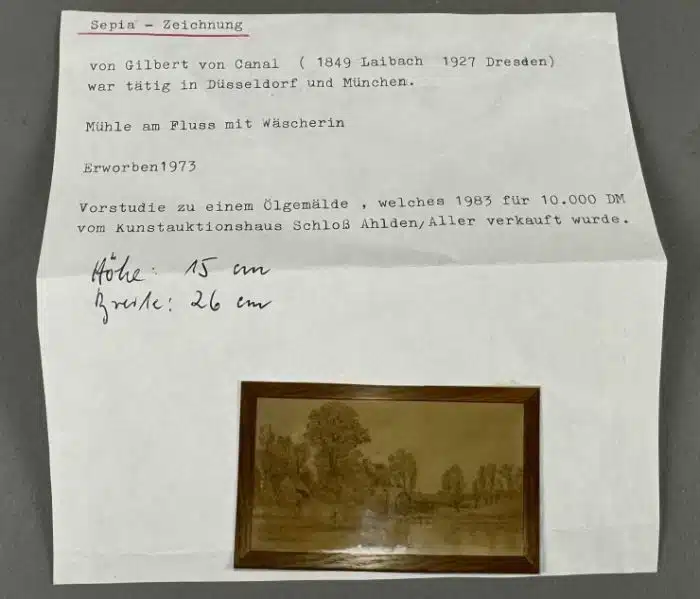 Sepia - Zeichnung
von Gilbert von Canal ( 1849 Laibach 1927 Dresden)
war tätig in Düsseldorf und München.
Mühle am Fluss mit Wäscherin
Erworben1973
Vorstudie zu einem Ölgemälde , welches 1983 für 10.000 DM
vom Kunstauktionshaus Schloß Ahlden/Aller verkauft wurde.
Höhe: 15 cm
Breite: 26 cm